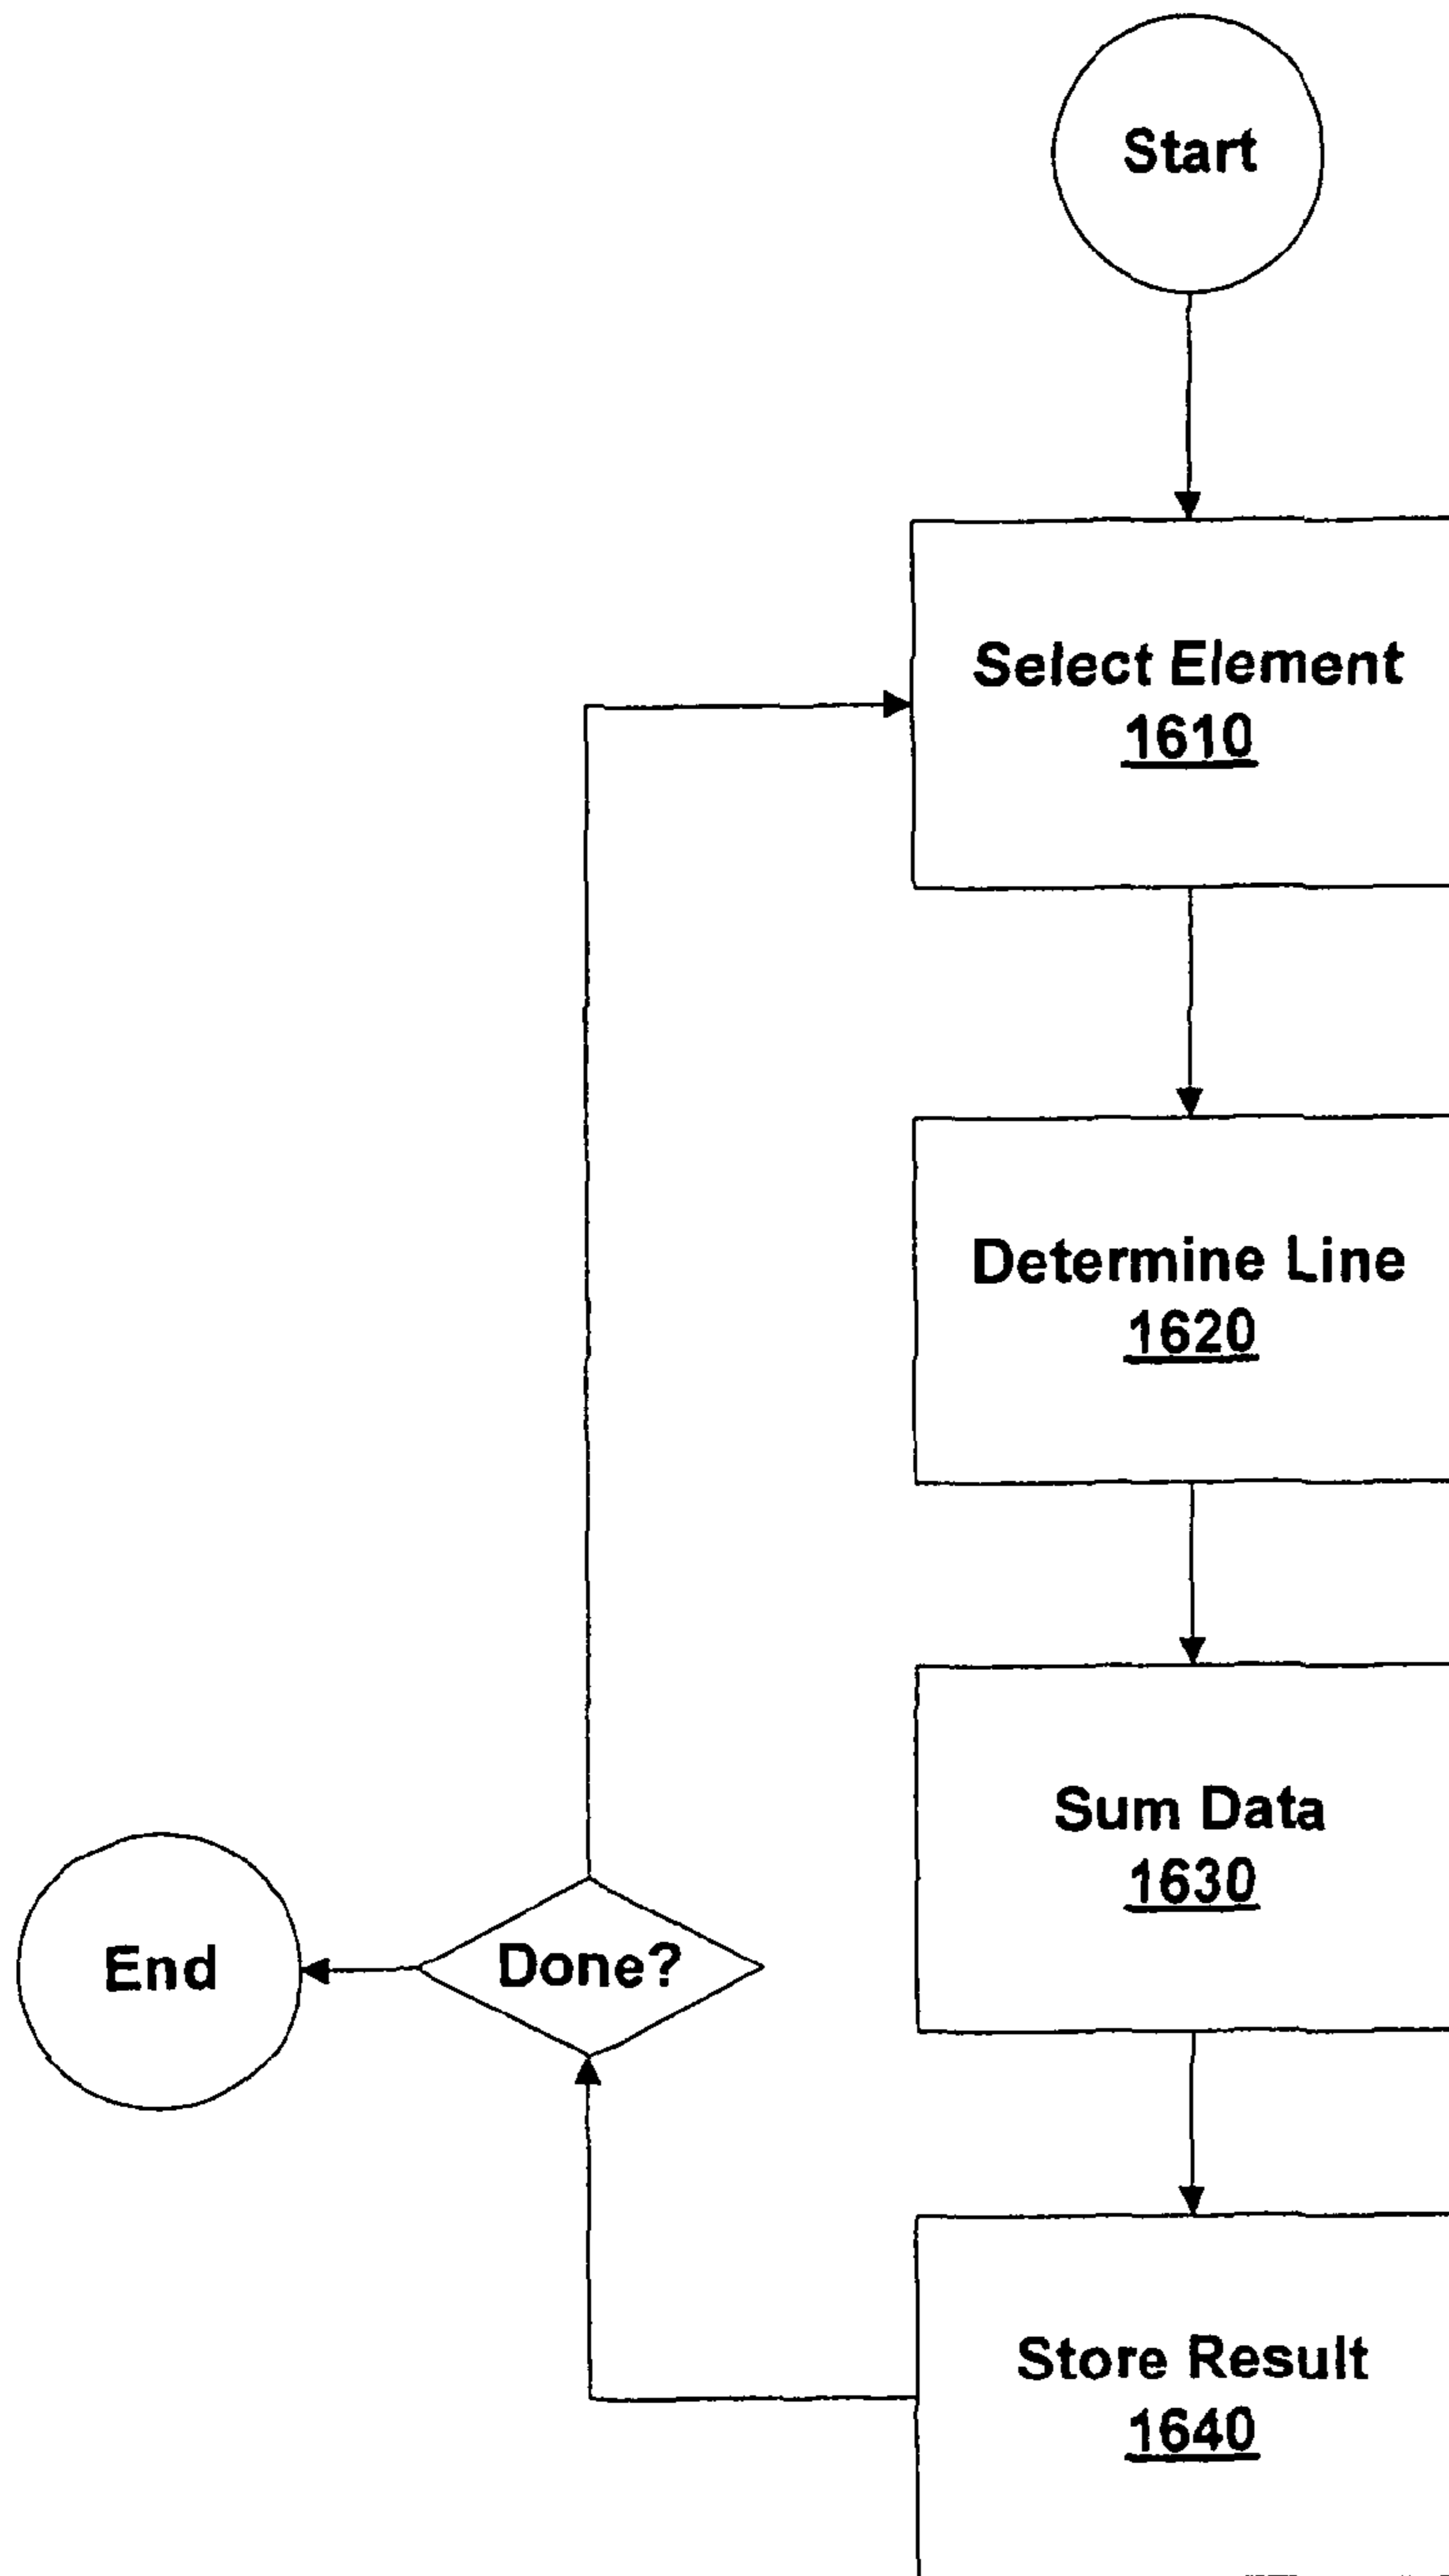 Start
Select Element
1610
Determine Line
1620
Sum Data
1630
End
Done?
Store Result
1640